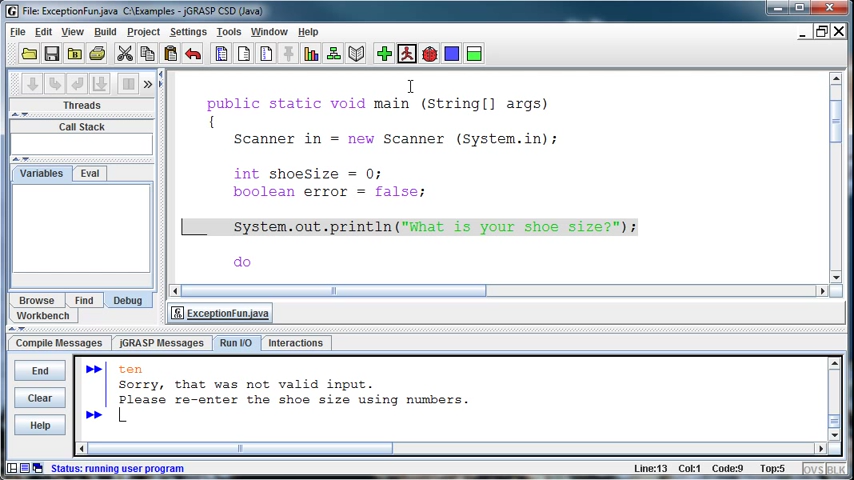 File: ExceptionFun.java  C:\Examples - jGRASP CSD (Java)
File Edit View Build Project Settings Tools Window Help
Threads
Call Stack
Variables Eval
Browse Find Debug
Workbench
public static void main (String[] args)
{
Scanner in = new Scanner (System.in);
int shoeSize = 0;
boolean error = false;
System.out.println("What is your shoe size?");
do
ExceptionFun.java
Compile Messages jGRASP Messages Run I/O Interactions
End
Clear
Help
ten
Sorry, that was not valid input.
Please re-enter the shoe size using numbers.
Status: running user program Line:13 Col:1 Code:9 Top:5 OVS BLK